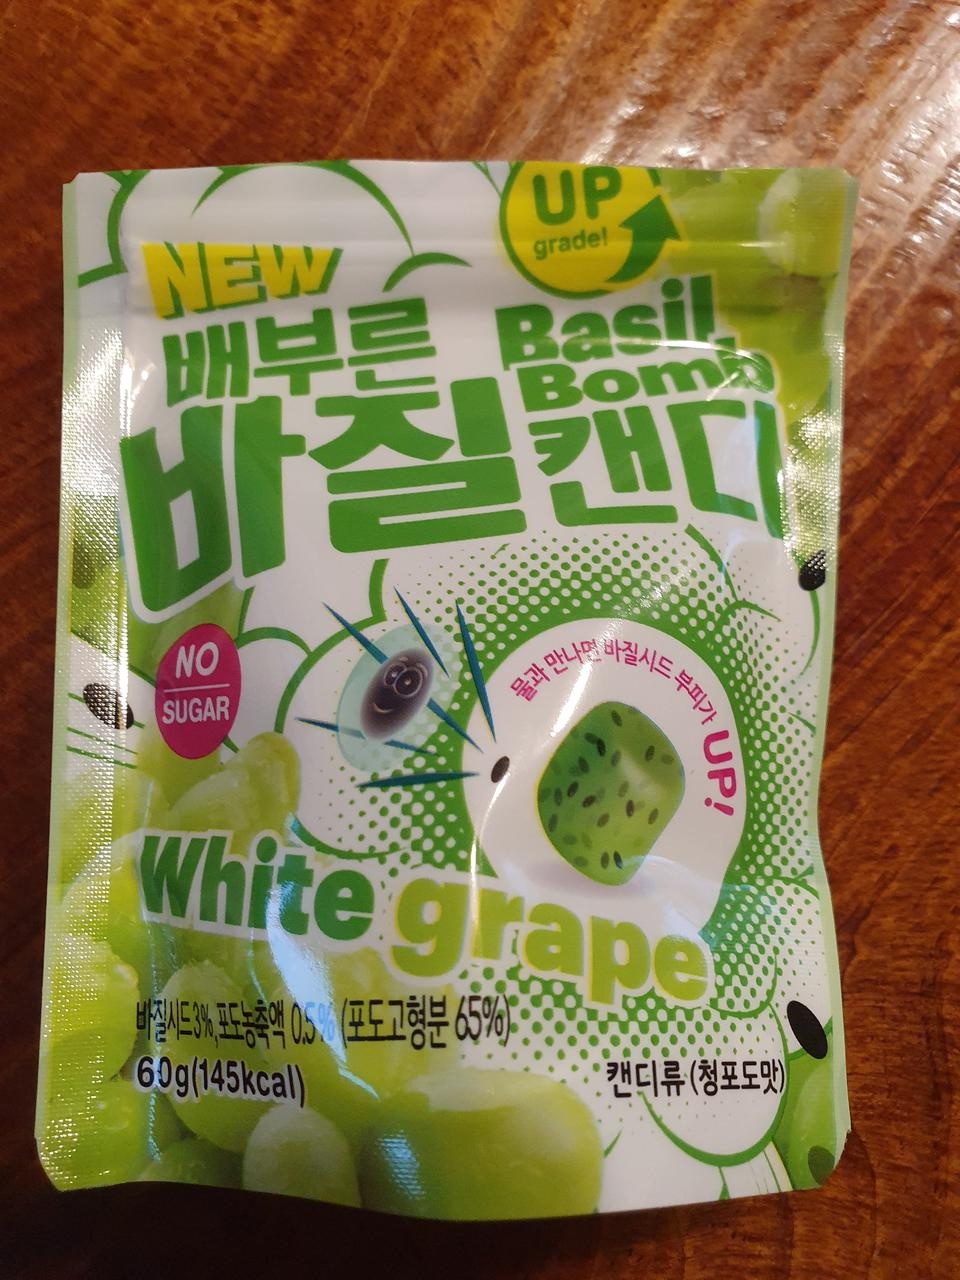 UP
grade!
NEW
배부른
바질캔디
Basil
Bomb
NO
SUGAR
물과 만나면 바질시드 부피가 UP!
White grape
바질시드3%, 포도농축액 0.5% (포도고형분 65%)
60g(145kcal)
캔디류 (청포도맛)